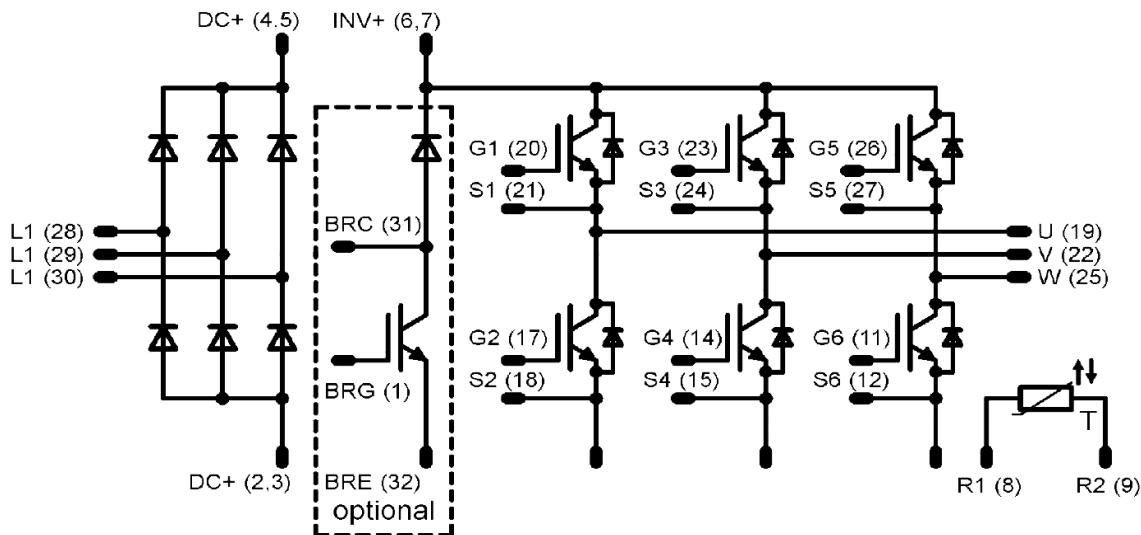 DC+ (4,5)
INV+ (6,7)
G1 (20)
G3 (23)
G5 (26)
S1 (21)
S3 (24)
S5 (27)
L1 (28)
BRC (31)
U (19)
L1 (29)
V (22)
L1 (30)
W (25)
G2 (17)
G4 (14)
G6 (11)
BRG (1)
S2 (18)
S4 (15)
S6 (12)
T
DC+ (2,3)
BRE (32)
R1 (8)
R2 (9)
optional